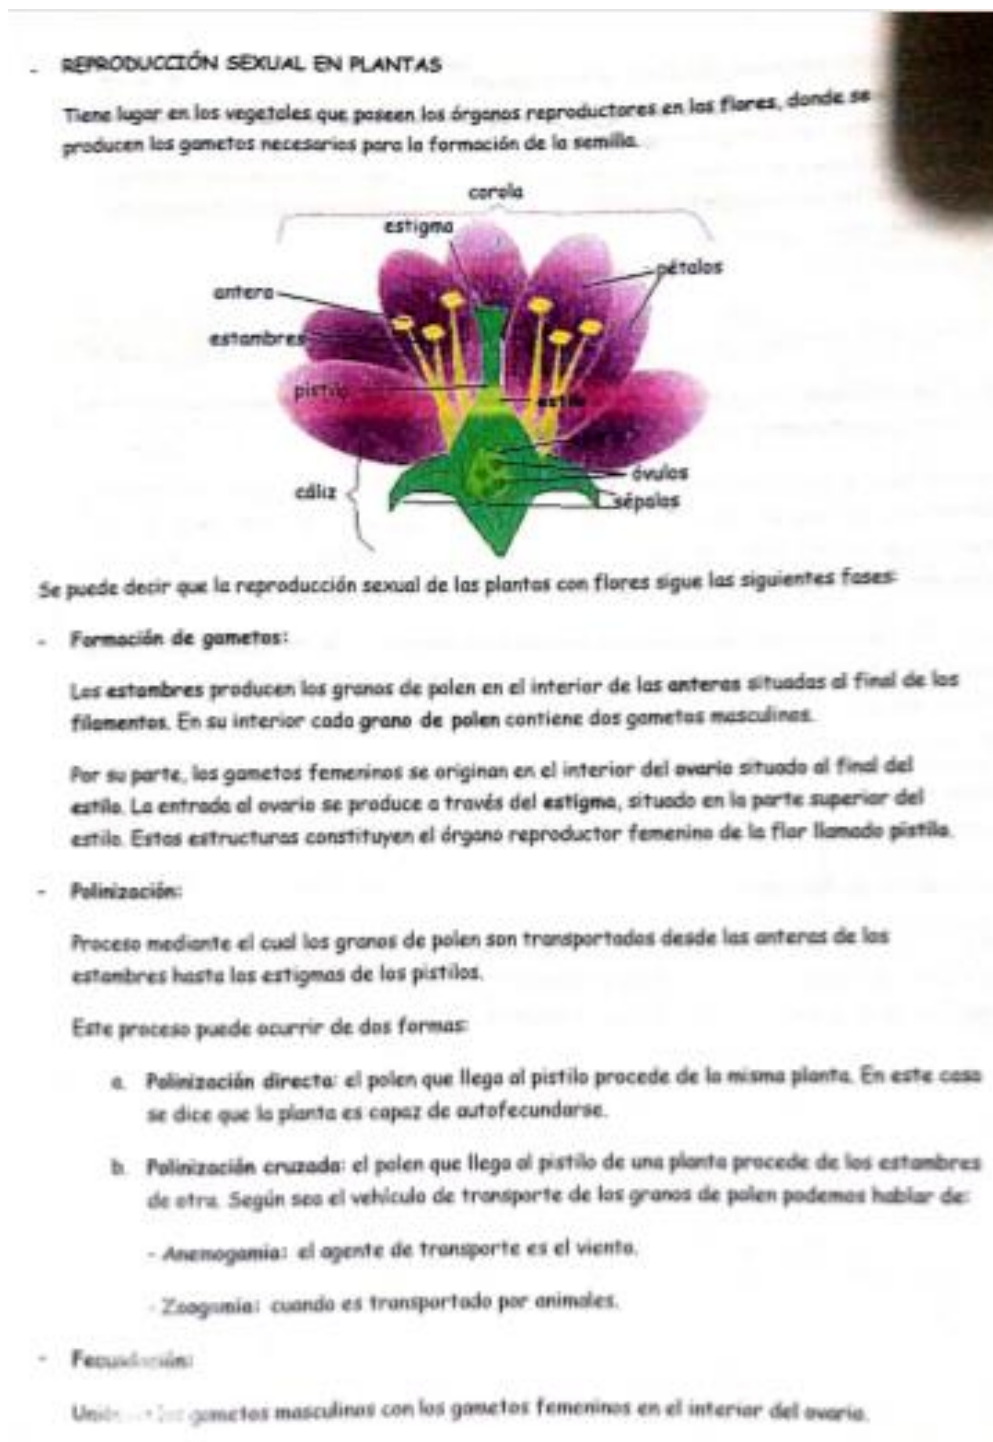 - REPRODUCCIÓN SEXUAL EN PLANTAS
Tiene lugar en los vegetales que poseen los órganos reproductores en las flores, donde se
producen los gametos necesarios para la formación de la semilla.
corola
estigma
pétalos
antera
estambres
pistilo
estilo
óvulos
cáliz
sépalos
Se puede decir que la reproducción sexual de las plantas con flores sigue las siguientes fases:
- Formación de gametos:
Los estambres producen los granos de polen en el interior de las anteras situadas al final de los
filamentos. En su interior cada grano de polen contiene dos gametos masculinos.
Por su parte, los gametos femeninos se originan en el interior del ovario situado al final del
estilo. La entrada al ovario se produce a través del estigma, situado en la parte superior del
estilo. Estas estructuras constituyen el órgano reproductor femenino de la flor llamado pistilo.
- Polinización:
Proceso mediante el cual los granos de polen son transportados desde las anteras de los
estambres hasta los estigmas de los pistilos.
Este proceso puede ocurrir de dos formas:
a. Polinización directa: el polen que llega al pistilo procede de la misma planta. En este caso
se dice que la planta es capaz de autofecundarse.
b. Polinización cruzada: el polen que llega al pistilo de una planta procede de los estambres
de otra. Según sea el vehículo de transporte de los granos de polen podemos hablar de:
- Anemogamia: el agente de transporte es el viento.
- Zoogamia: cuando es transportado por animales.
- Fecundación:
Unión los gametos masculinos con los gametos femeninos en el interior del ovario.